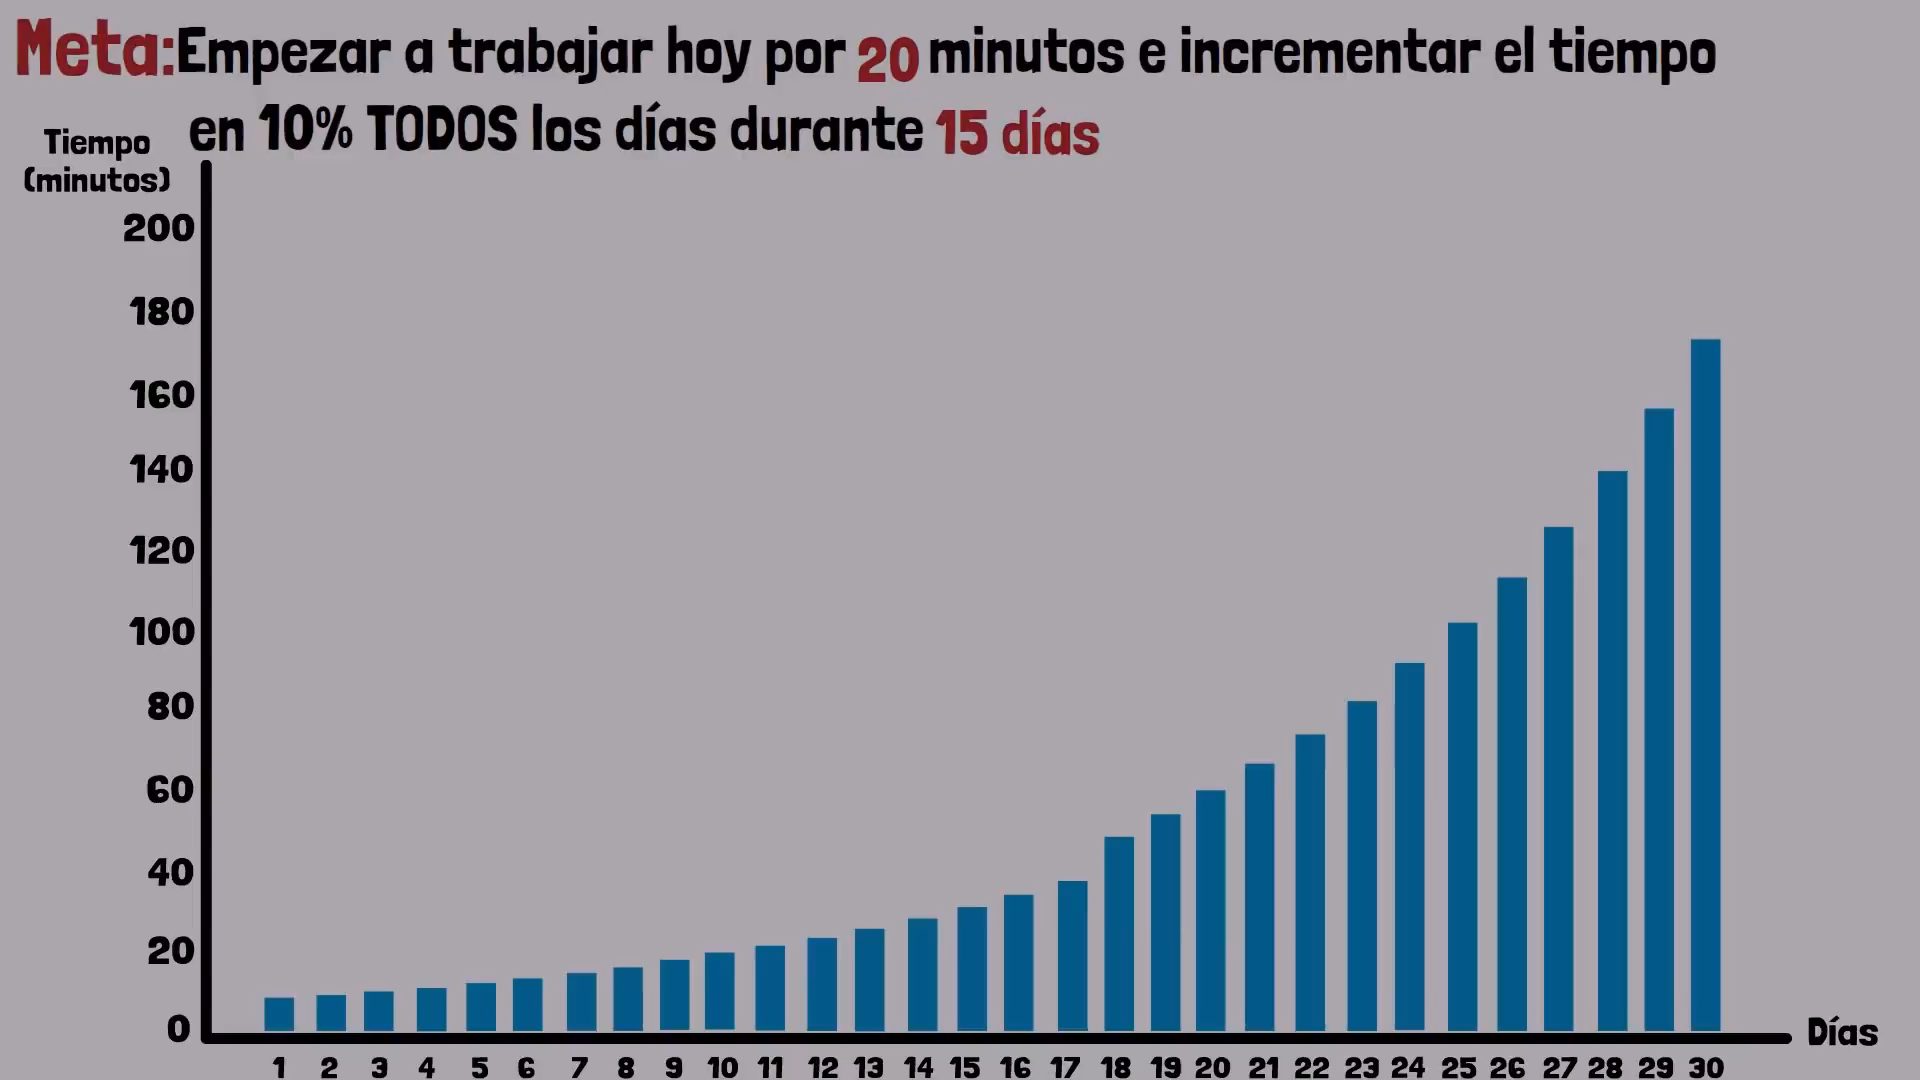 Meta:Empezar a trabajar hoy por 20 minutos e incrementar el tiempo
en 10% TODOS los días durante 15 días
Tiempo
(minutos)
200
180
160
140
120
100
80
60
40
20
0
Días
1 2 3 4 5 6 7 8 9 10 11 12 13 14 15 16 17 18 19 20 21 22 23 24 25 26 27 28 29 30